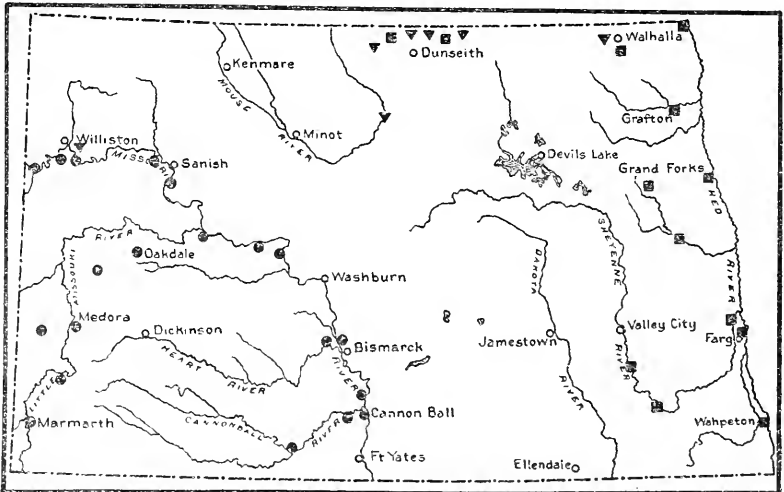 Walhalla
Dunseith
Kenmare
MOUSE RIVER
Minot
Grafton
Williston
MISSOURI
Sanish
Devils Lake
Grand Forks
RED RIVER
SHEYENNE RIVER
LITTLE MISSOURI RIVER
Oakdale
DAKOTA RIVER
Washburn
Medora
Dickinson
HEART RIVER
RIVER
Bismarck
Jamestown
Valley City
Farg
CANNONBALL RIVER
Cannon Ball
Marmarth
Wahpeton
Ft Yates
Ellendale